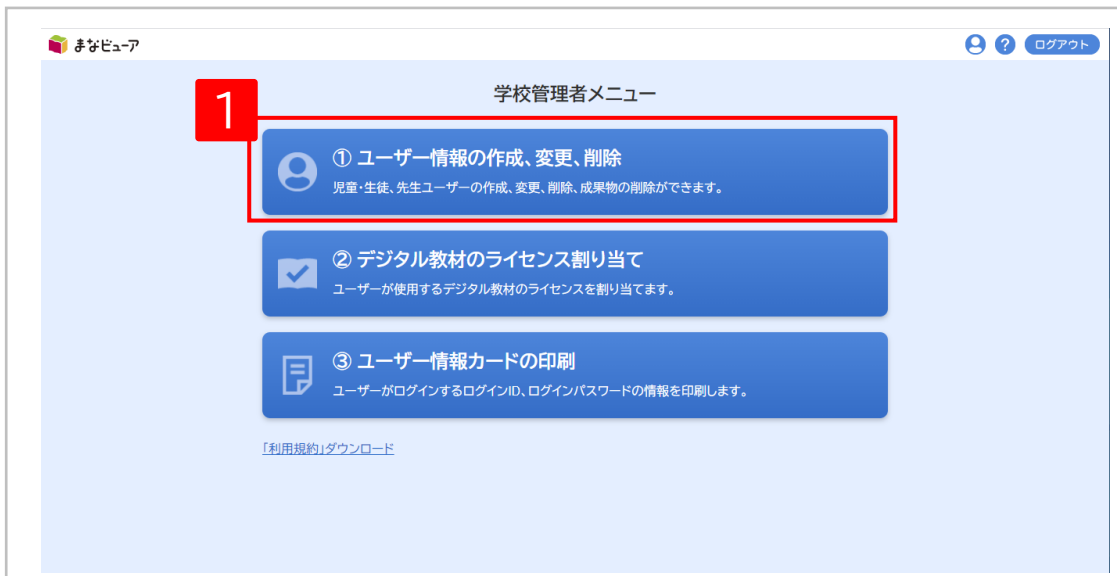 まなビューア
? ログアウト
学校管理者メニュー
1
① ユーザー情報の作成、変更、削除
児童・生徒、先生ユーザーの作成、変更、削除、成果物の削除ができます。
② デジタル教材のライセンス割り当て
ユーザーが使用するデジタル教材のライセンスを割り当てます。
③ ユーザー情報カードの印刷
ユーザーがログインするログインID、ログインパスワードの情報を印刷します。
「利用規約」ダウンロード